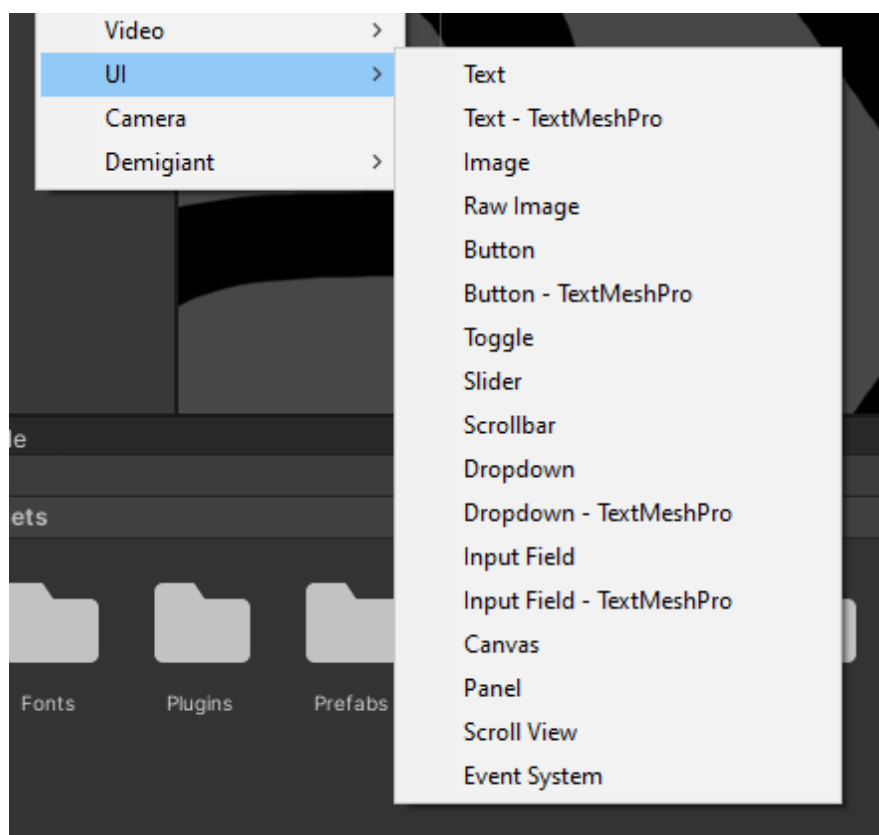 Video
UI
Camera
Demigiant
Text
Text - TextMeshPro
Image
Raw Image
Button
Button - TextMeshPro
Toggle
Slider
Scrollbar
Dropdown
Dropdown - TextMeshPro
Input Field
Input Field - TextMeshPro
Canvas
Panel
Scroll View
Event System
le
ets
Fonts
Plugins
Prefabs